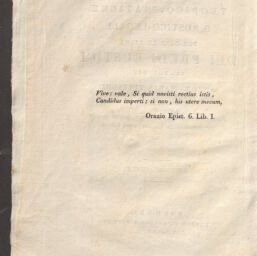 Vive: vale, Si quid novisti rectius istis,
Candidus imperti: si non, his utere mecum,
Orazio Epist. 6. Lib. I.